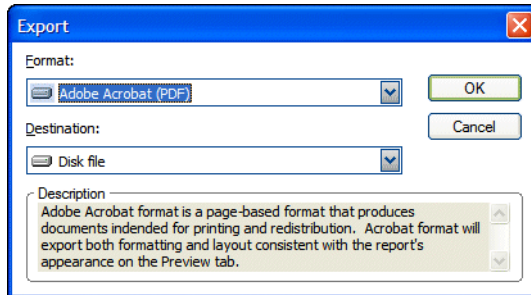 Export
Format:
Adobe Acrobat (PDF)
OK
Destination:
Cancel
Disk file
Description
Adobe Acrobat format is a page-based format that produces
documents indended for printing and redistribution. Acrobat format will
export both formatting and layout consistent with the report's
appearance on the Preview tab.